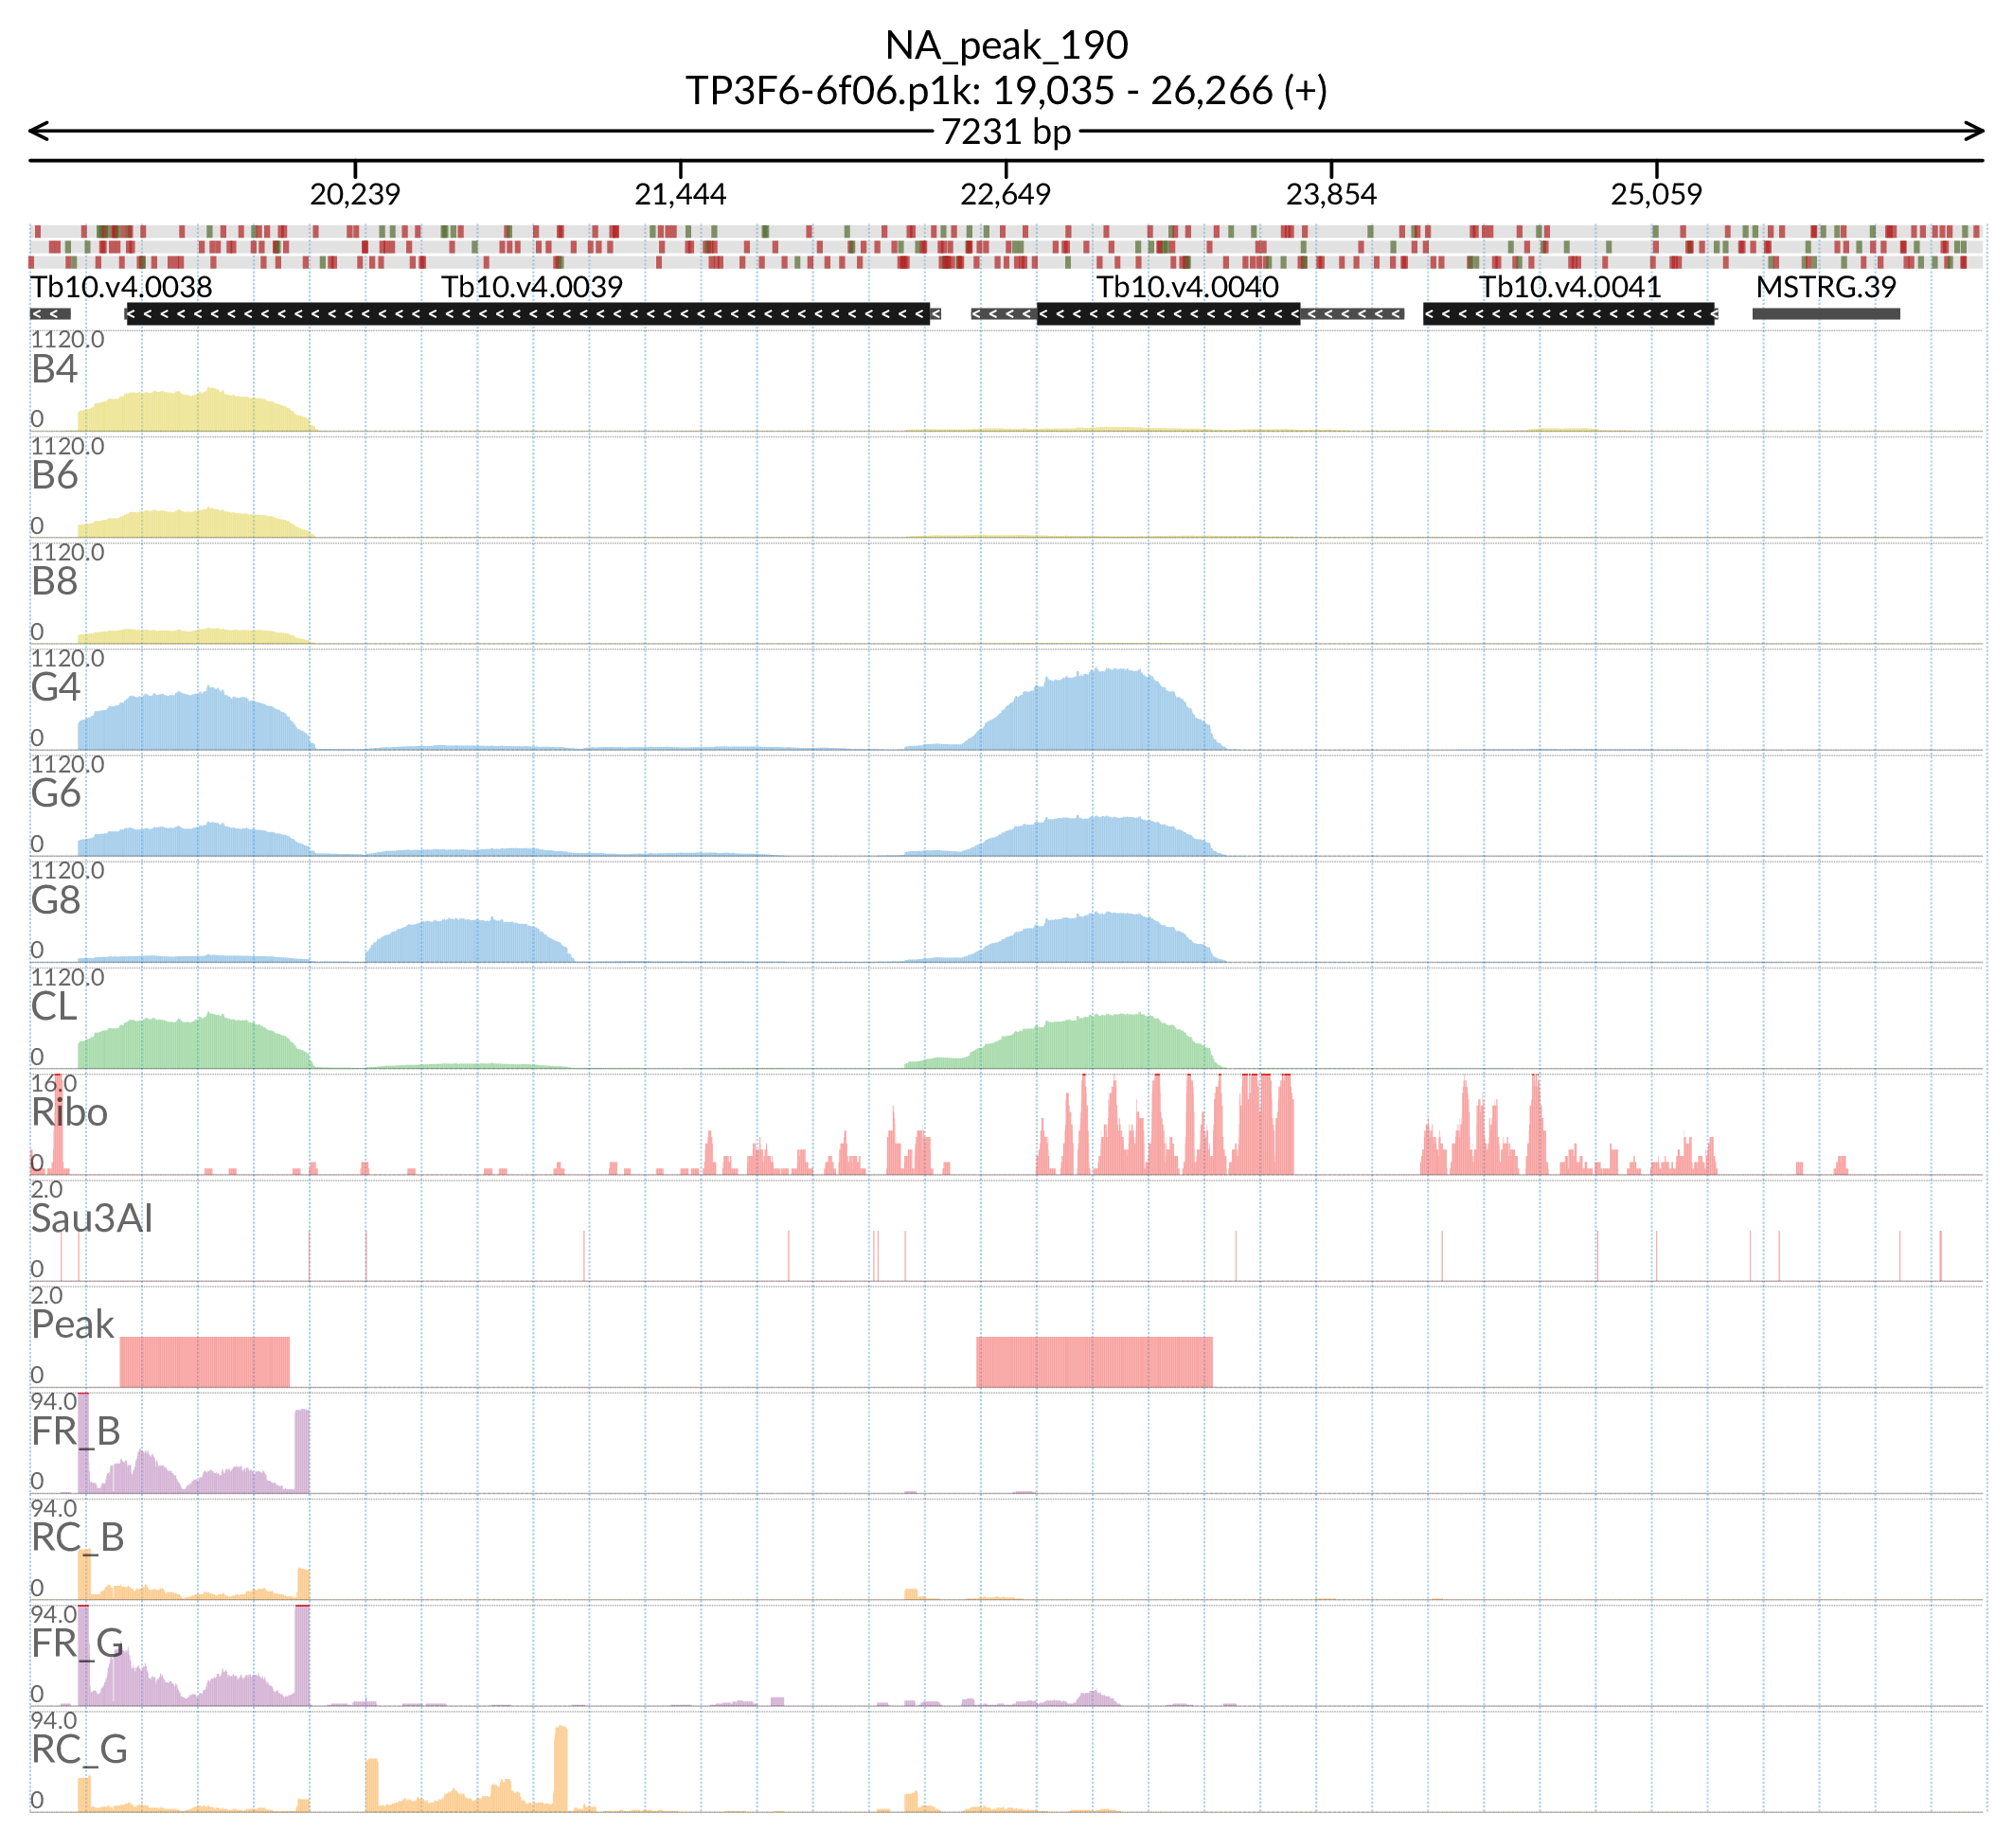 NA_peak_190
TP3F6-6f06.p1k: 19,035 - 26,266 (+)
7231 bp
20,239 21,444 22,649 23,854 25,059
Tb10.v4.0038 Tb10.v4.0039 Tb10.v4.0040 Tb10.v4.0041 MSTRG.39
1120.0
B4
0
1120.0
B6
0
1120.0
B8
0
1120.0
G4
0
1120.0
G6
0
1120.0
G8
0
1120.0
CL
0
16.0
Ribo
0
2.0
Sau3AI
0
2.0
Peak
0
94.0
FR_B
0
94.0
RC_B
0
94.0
FR_G
0
94.0
RC_G
0